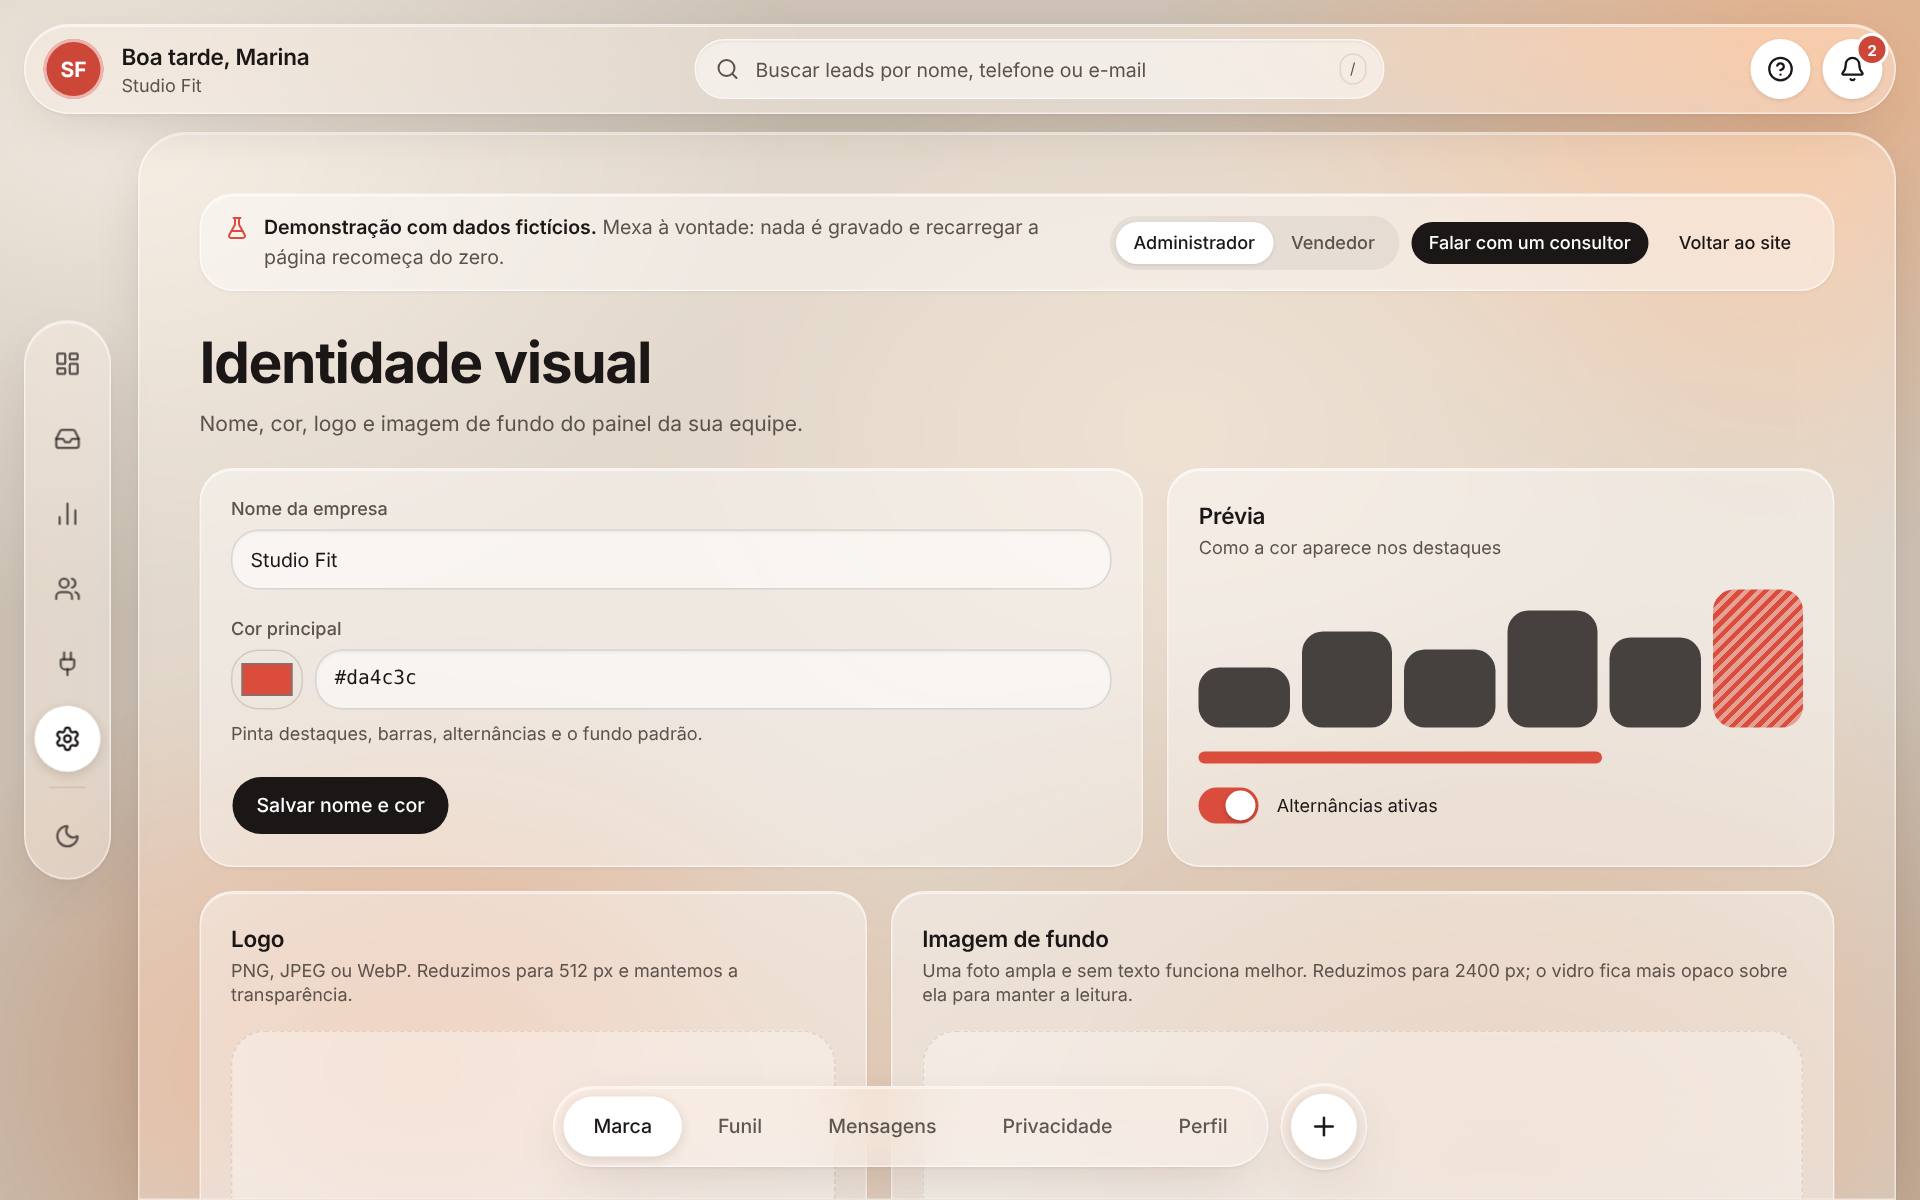 SF
Boa tarde, Marina
Studio Fit
Buscar leads por nome, telefone ou e-mail
/
2
Demonstração com dados fictícios. Mexa à vontade: nada é gravado e recarregar a
página recomeça do zero.
Administrador
Vendedor
Falar com um consultor
Voltar ao site
Identidade visual
Nome, cor, logo e imagem de fundo do painel da sua equipe.
Nome da empresa
Studio Fit
Cor principal
#da4c3c
Pinta destaques, barras, alternâncias e o fundo padrão.
Salvar nome e cor
Prévia
Como a cor aparece nos destaques
Alternâncias ativas
Logo
PNG, JPEG ou WebP. Reduzimos para 512 px e mantemos a
transparência.
Imagem de fundo
Uma foto ampla e sem texto funciona melhor. Reduzimos para 2400 px; o vidro fica mais opaco sobre
ela para manter a leitura.
Marca
Funil
Mensagens
Privacidade
Perfil